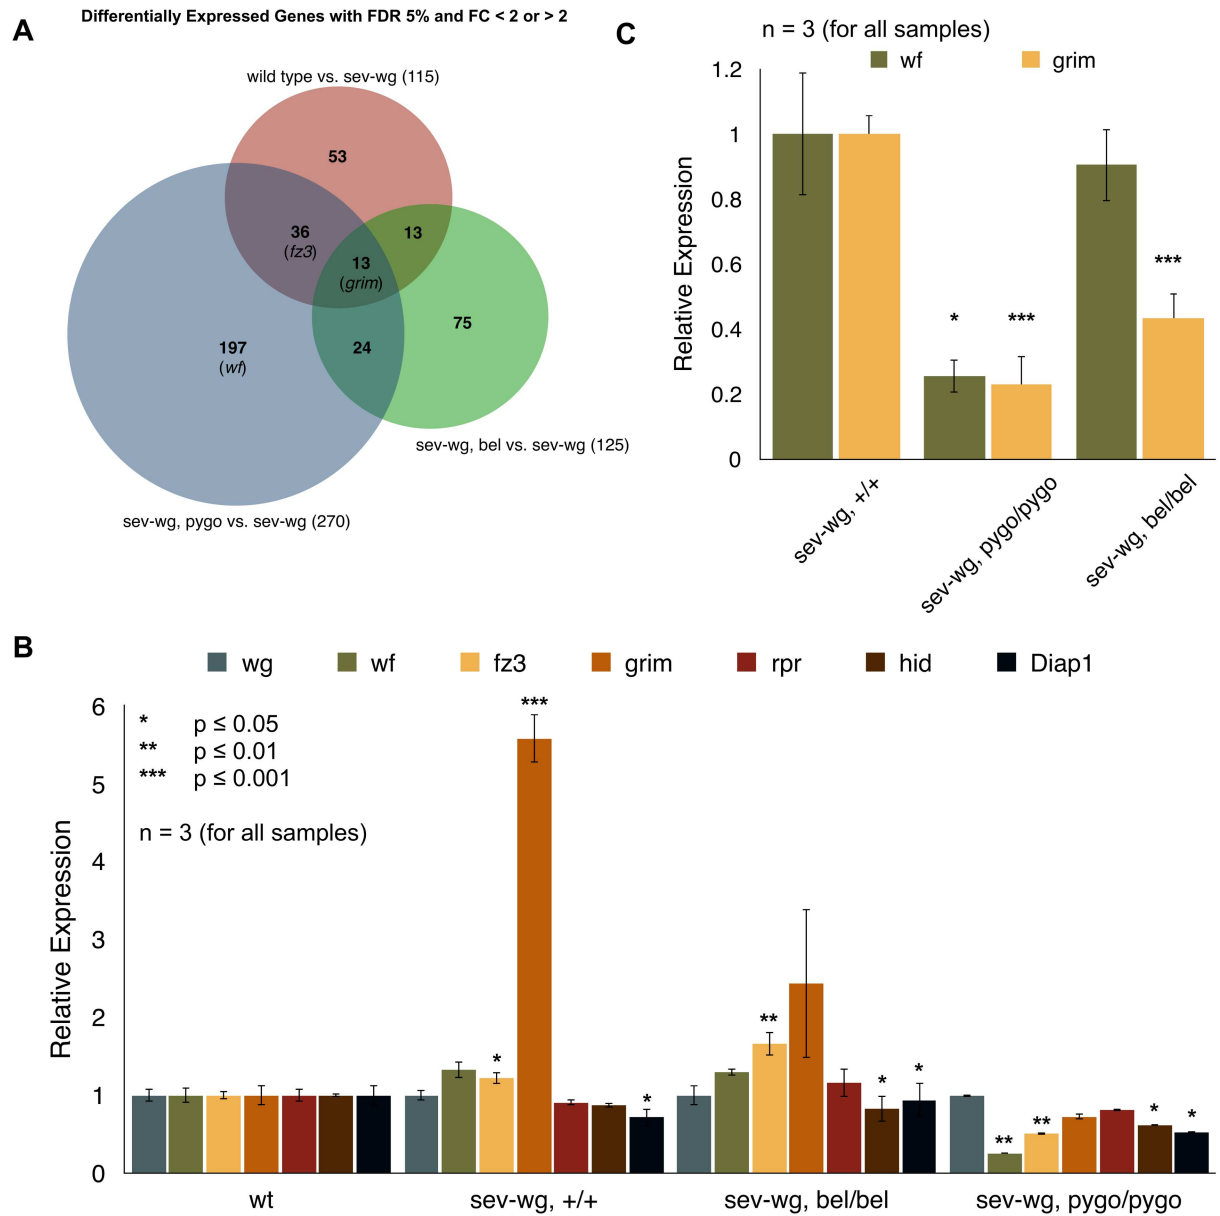 Differentially Expressed Genes with FDR 5% and FC < 2 or > 2
A
wild type vs. sev-wg (115)
53
36
(fz3)
13
13
(grim)
75
197
(wf)
24
sev-wg, bel vs. sev-wg (125)
sev-wg, pygo vs. sev-wg (270)
C
n = 3 (for all samples)
wf
grim
Relative Expression
1.2
1
0.8
0.6
0.4
0.2
0
*
***
***
sev-wg, +/+
sev-wg, pygo/pygo
sev-wg, bel/bel
B
wg
wf
fz3
grim
rpr
hid
Diap1
Relative Expression
6
5
4
3
2
1
0
* p ≤ 0.05
** p ≤ 0.01
*** p ≤ 0.001
n = 3 (for all samples)
*
***
*
**
*
*
**
**
*
*
wt
sev-wg, +/+
sev-wg, bel/bel
sev-wg, pygo/pygo